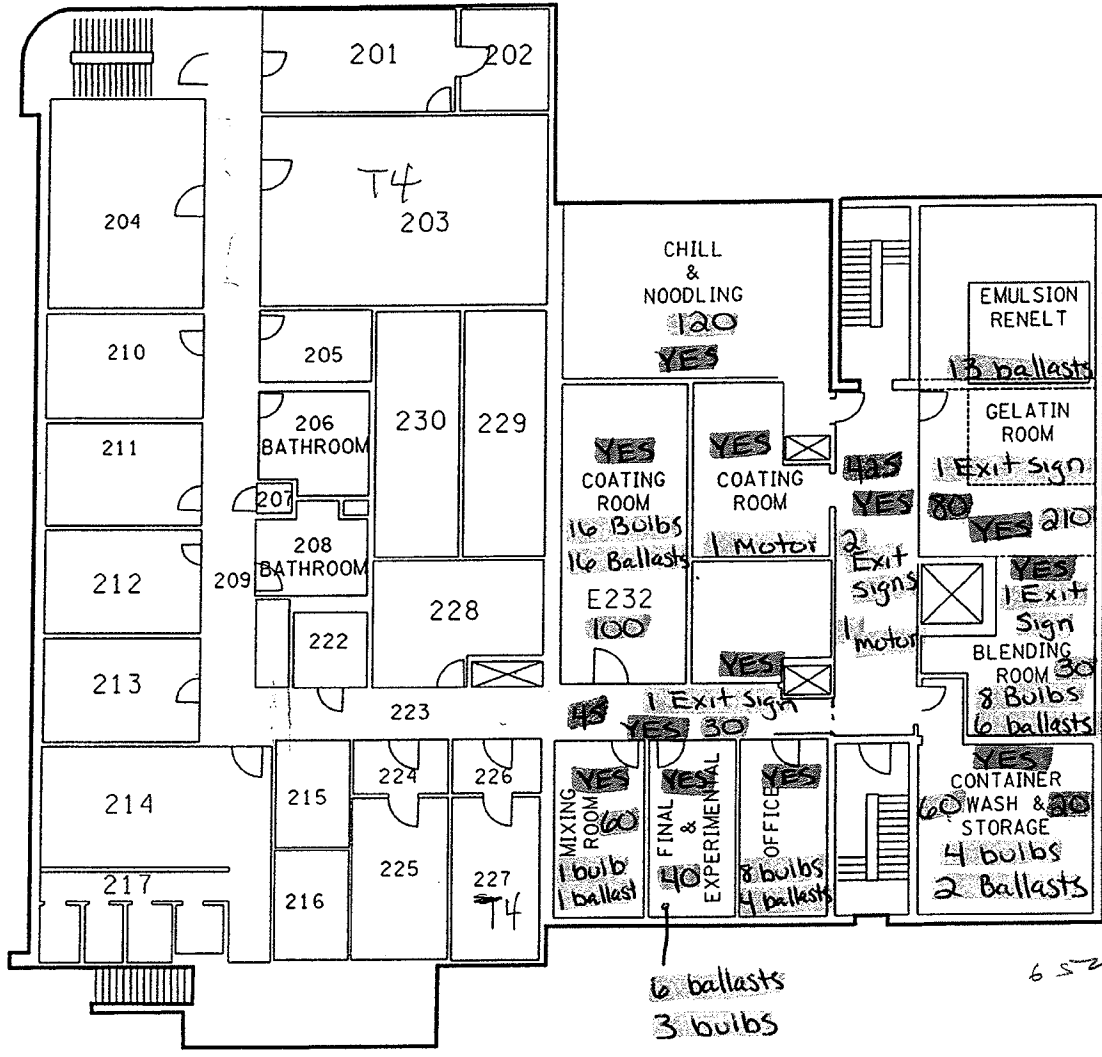 201
202
T4
203
204
CHILL
&
NOODLING
120
YES
EMULSION
RENELT
13 ballasts
210
205
211
206
BATHROOM
230
229
207
YES
COATING
ROOM
16 Bulbs
16 Ballasts
E232
100
YES
COATING
ROOM
1 Motor
425
YES
2
Exit
signs
1
motor
GELATIN
ROOM
1 Exit sign
80
YES 210
212
209
208
BATHROOM
228
222
YES
YES
1 Exit
Sign
BLENDING
ROOM 30
8 Bulbs
6 ballasts
213
223
45
1 Exit sign
YES 30
214
215
224
226
217
216
225
227
T4
YES
MIXING
ROOM
60
1 bulb
1 ballast
YES
FINAL
&
EXPERIMENTAL
40
YES
OFFICE
8 bulbs
4 ballasts
YES
CONTAINER
60 WASH & 20
STORAGE
4 bulbs
2 Ballasts
6 ballasts
3 bulbs